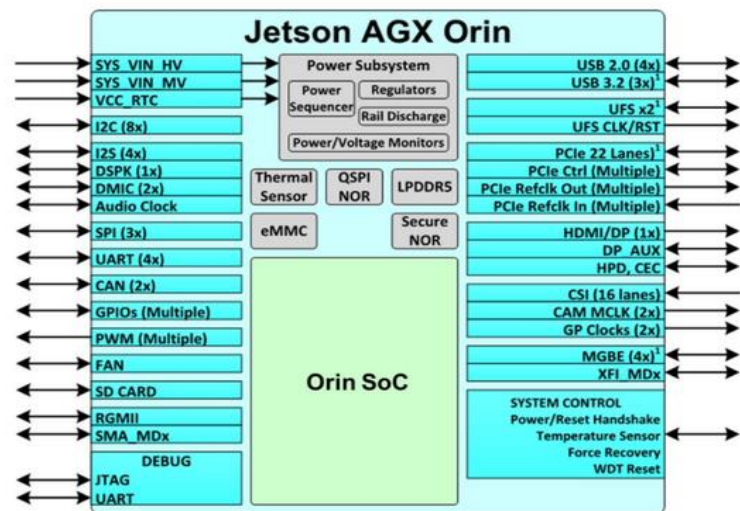 Jetson AGX Orin
SYS_VIN_HV
SYS_VIN_MV
VCC_RTC
I2C (8x)
I2S (4x)
DSPK (1x)
DMIC (2x)
Audio Clock
SPI (3x)
UART (4x)
CAN (2x)
GPIOs (Multiple)
PWM (Multiple)
FAN
SD CARD
RGMII
SMA_MDx
DEBUG
JTAG
UART
Power Subsystem
Power
Sequencer
Regulators
Rail Discharge
Power/Voltage Monitors
Thermal
Sensor
QSPI
NOR
LPDDR5
eMMC
Secure
NOR
Orin SoC
USB 2.0 (4x)
USB 3.2 (3x)¹
UFS x2¹
UFS CLK/RST
PCIe 22 Lanes)¹
PCIe Ctrl (Multiple)
PCIe Refclk Out (Multiple)
PCIe Refclk In (Multiple)
HDMI/DP (1x)
DP_AUX
HPD, CEC
CSI (16 lanes)
CAM MCLK (2x)
GP Clocks (2x)
MGBE (4x)¹
XFI_MDx
SYSTEM CONTROL
Power/Reset Handshake
Temperature Sensor
Force Recovery
WDT Reset